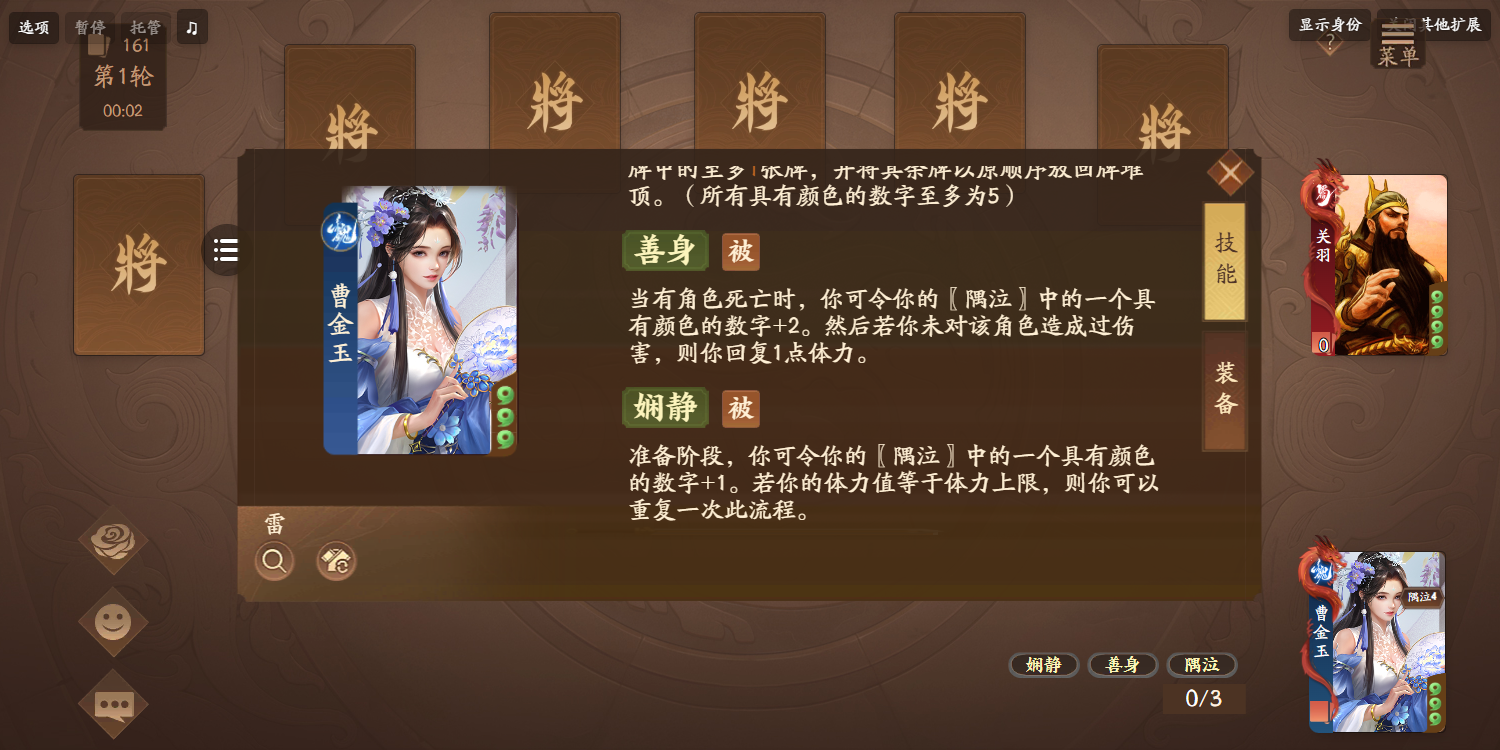 选项
暂停
托管
♫
显示身份
其他扩展
菜单
161
第1轮
00:02
?
將
將
將
將
將
將
牌中的至多1张牌，并将其余牌以原顺序放回牌堆
顶。（所有具有颜色的数字至多为5）
善身 被
当有角色死亡时，你可令你的〖隅泣〗中的一个具
有颜色的数字+2。然后若你未对该角色造成过伤
害，则你回复1点体力。
娴静 被
准备阶段，你可令你的〖隅泣〗中的一个具有颜色
的数字+1。若你的体力值等于体力上限，则你可以
重复一次此流程。
魏
曹金玉
雷
技能
装备
蜀
关羽
0
魏
曹金玉
隅泣4
娴静
善身
隅泣
0/3